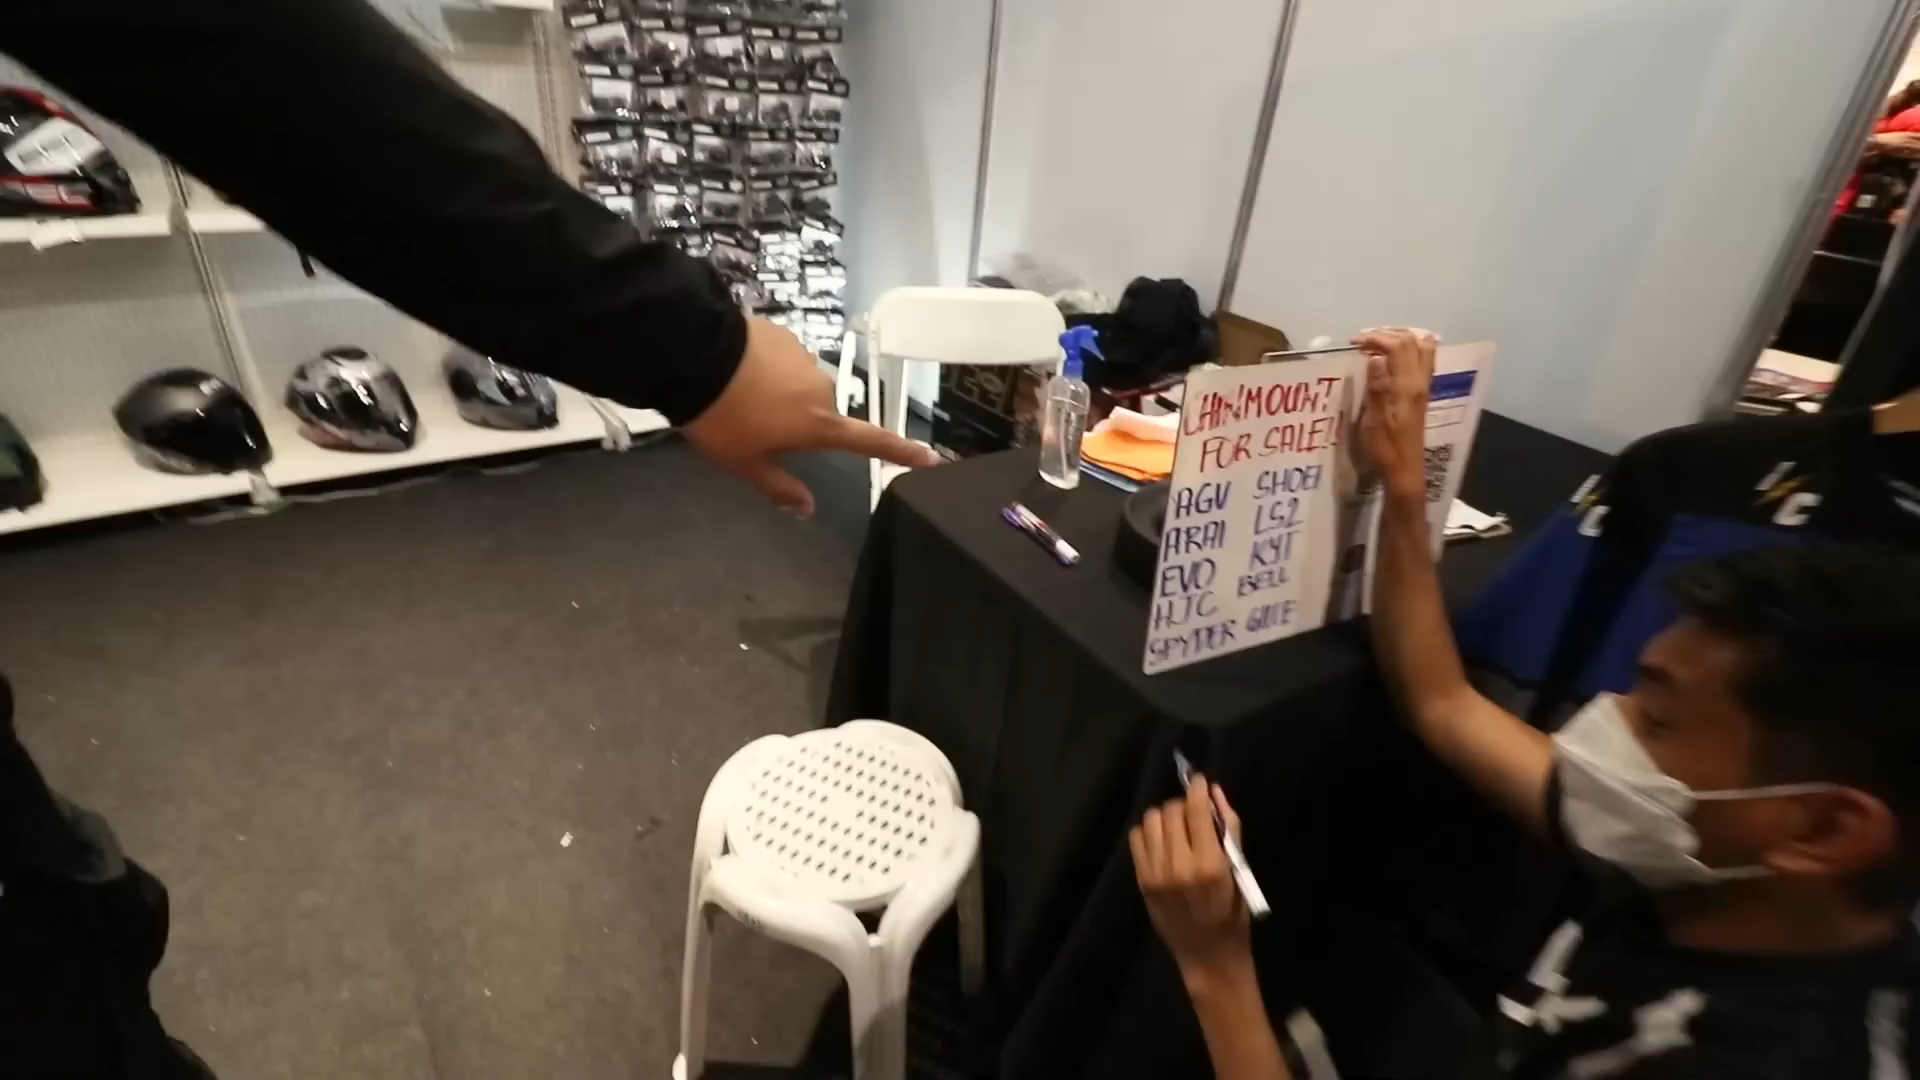 CHINMOUNT
FOR SALE!!
AGV SHOEI
ARAI LS2
EVO KYT
HJC BELL
SPYDER GILLE